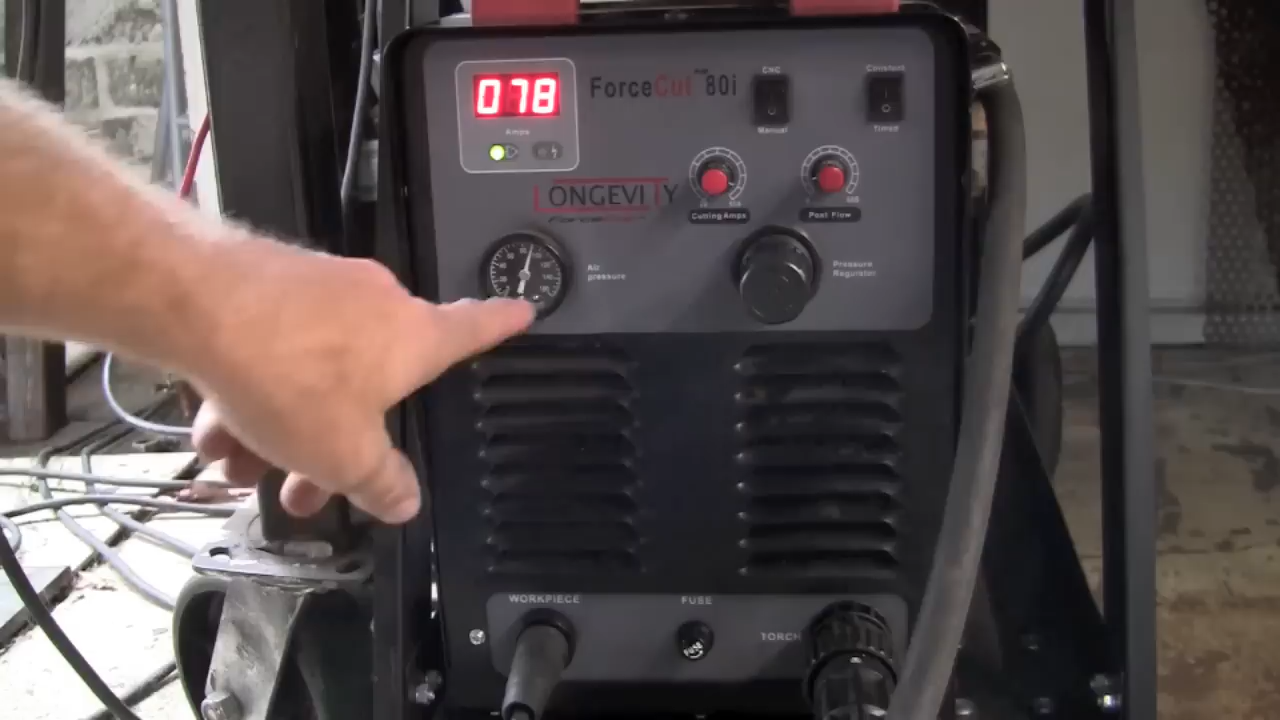 078
ForceCut 80i
Amps
CNC
Manual
Constant
Timed
LONGEVITY
Cutting Amps
Post Flow
Air
pressure
Pressure
Regurator
WORKPIECE
FUSE
TORCH